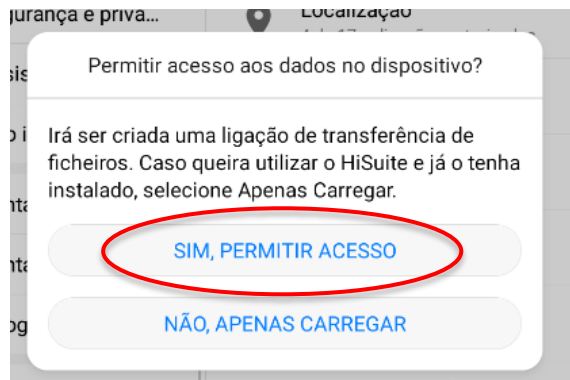 urança e priva...
Localização
Permitir acesso aos dados no dispositivo?
Irá ser criada uma ligação de transferência de
ficheiros. Caso queira utilizar o HiSuite e já o tenha
instalado, selecione Apenas Carregar.
SIM, PERMITIR ACESSO
NÃO, APENAS CARREGAR